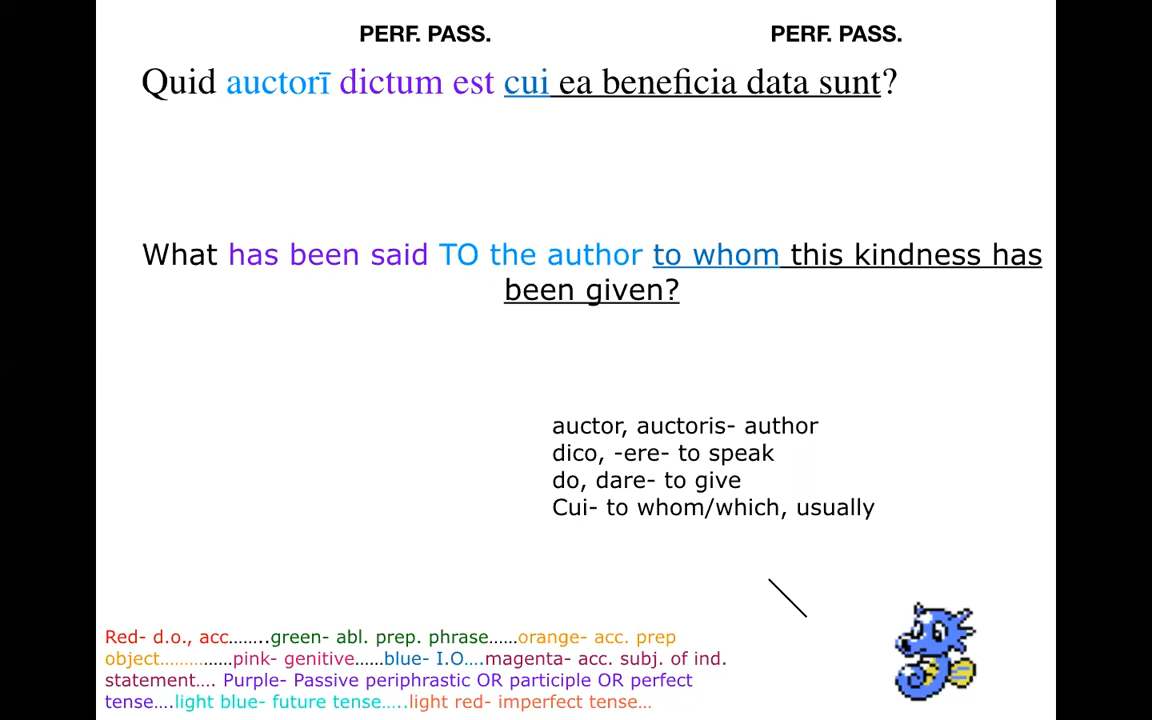 PERF. PASS. PERF. PASS.
Quid auctorī dictum est cui ea beneficia data sunt?
What has been said TO the author to whom this kindness has
been given?
auctor, auctoris- author
dico, -ere- to speak
do, dare- to give
Cui- to whom/which, usually
Red- d.o., acc……..green- abl. prep. phrase……orange- acc. prep
object……………..pink- genitive……blue- I.O….magenta- acc. subj. of ind.
statement…. Purple- Passive periphrastic OR participle OR perfect
tense….light blue- future tense…..light red- imperfect tense…